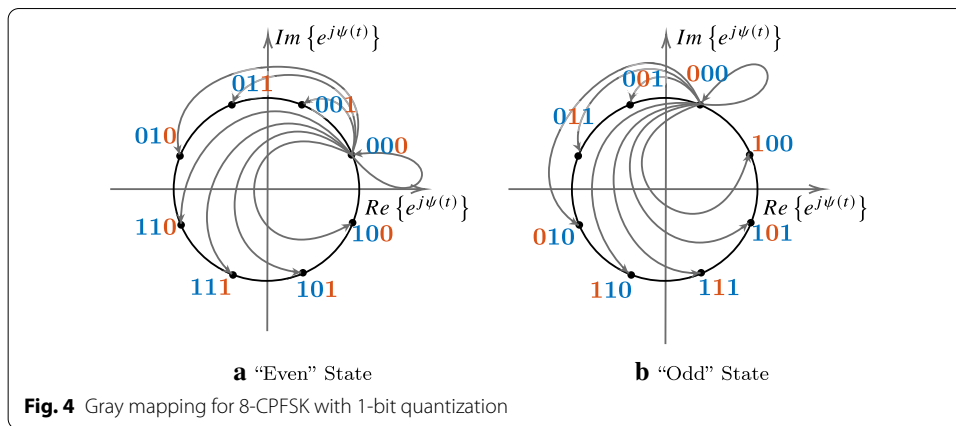 Im {e^{jψ(t)}}
011
001
010
000
Re {e^{jψ(t)}}
110
100
111
101
a "Even" State
Im {e^{jψ(t)}}
001
000
011
100
Re {e^{jψ(t)}}
010
101
110
111
b "Odd" State
Fig. 4 Gray mapping for 8-CPFSK with 1-bit quantization